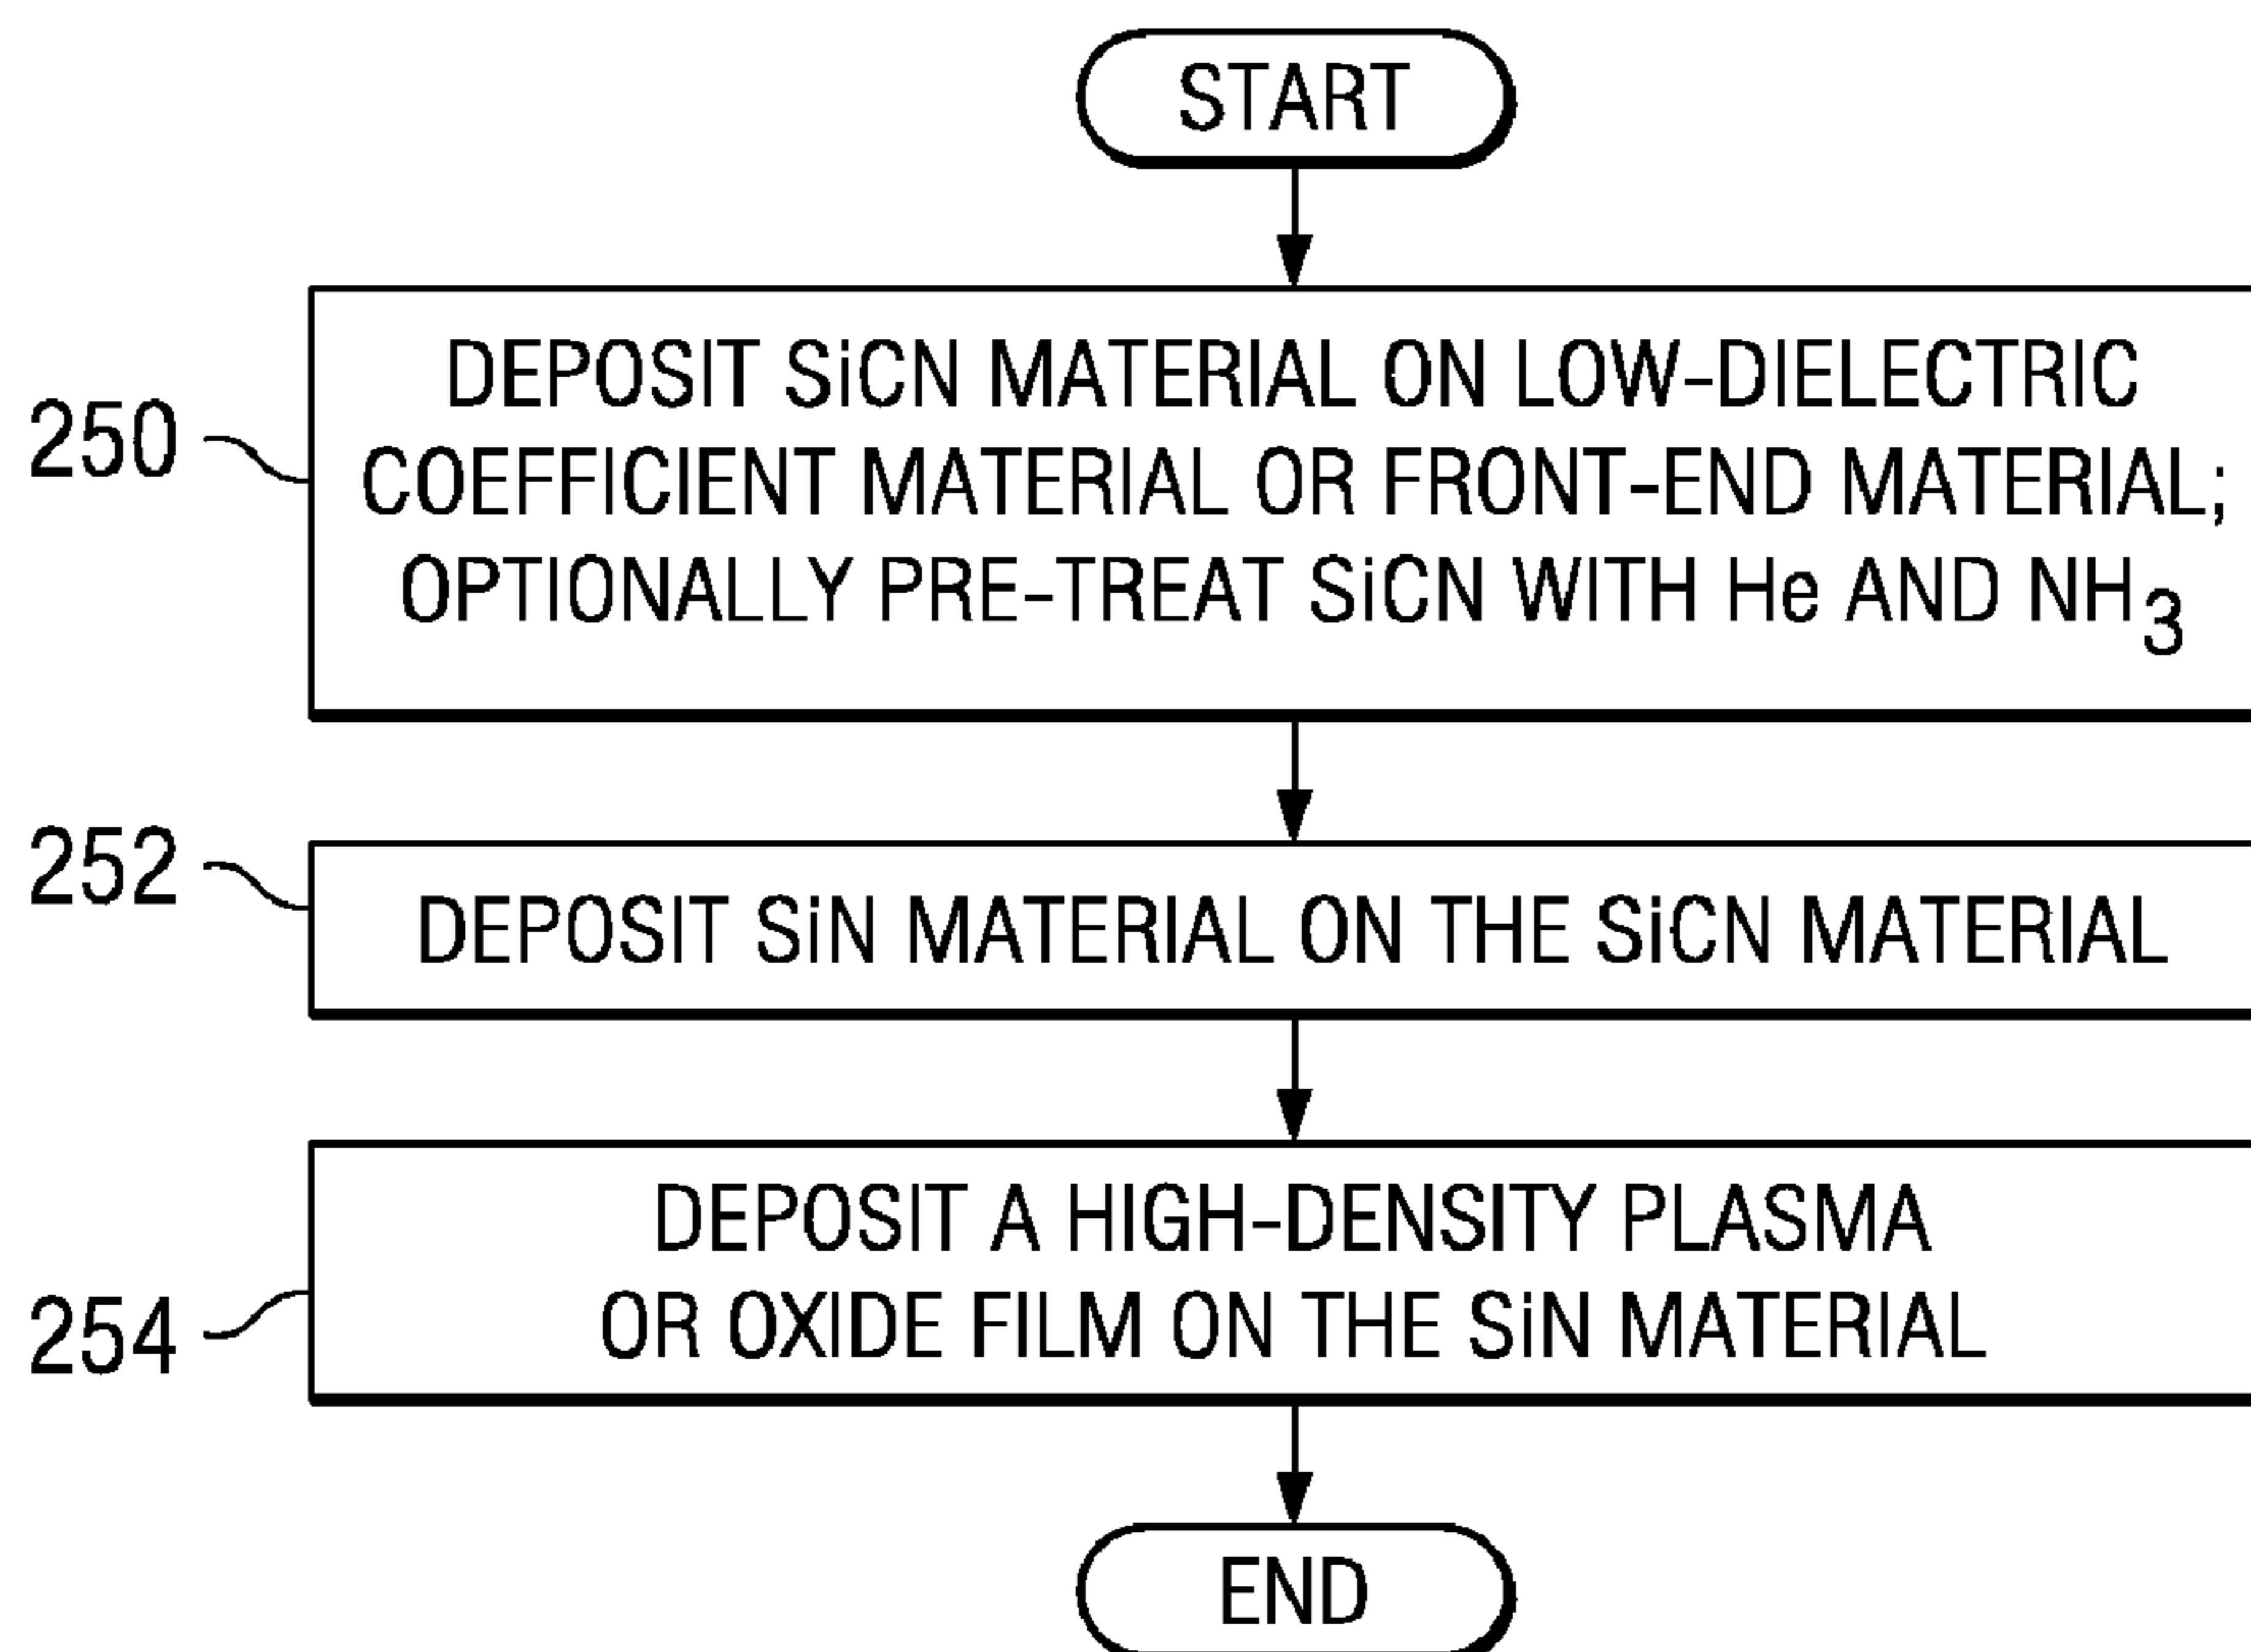 START
250
DEPOSIT SiCN MATERIAL ON LOW-DIELECTRIC
COEFFICIENT MATERIAL OR FRONT-END MATERIAL;
OPTIONALLY PRE-TREAT SiCN WITH He AND NH3
252
DEPOSIT SiN MATERIAL ON THE SiCN MATERIAL
254
DEPOSIT A HIGH-DENSITY PLASMA
OR OXIDE FILM ON THE SiN MATERIAL
END